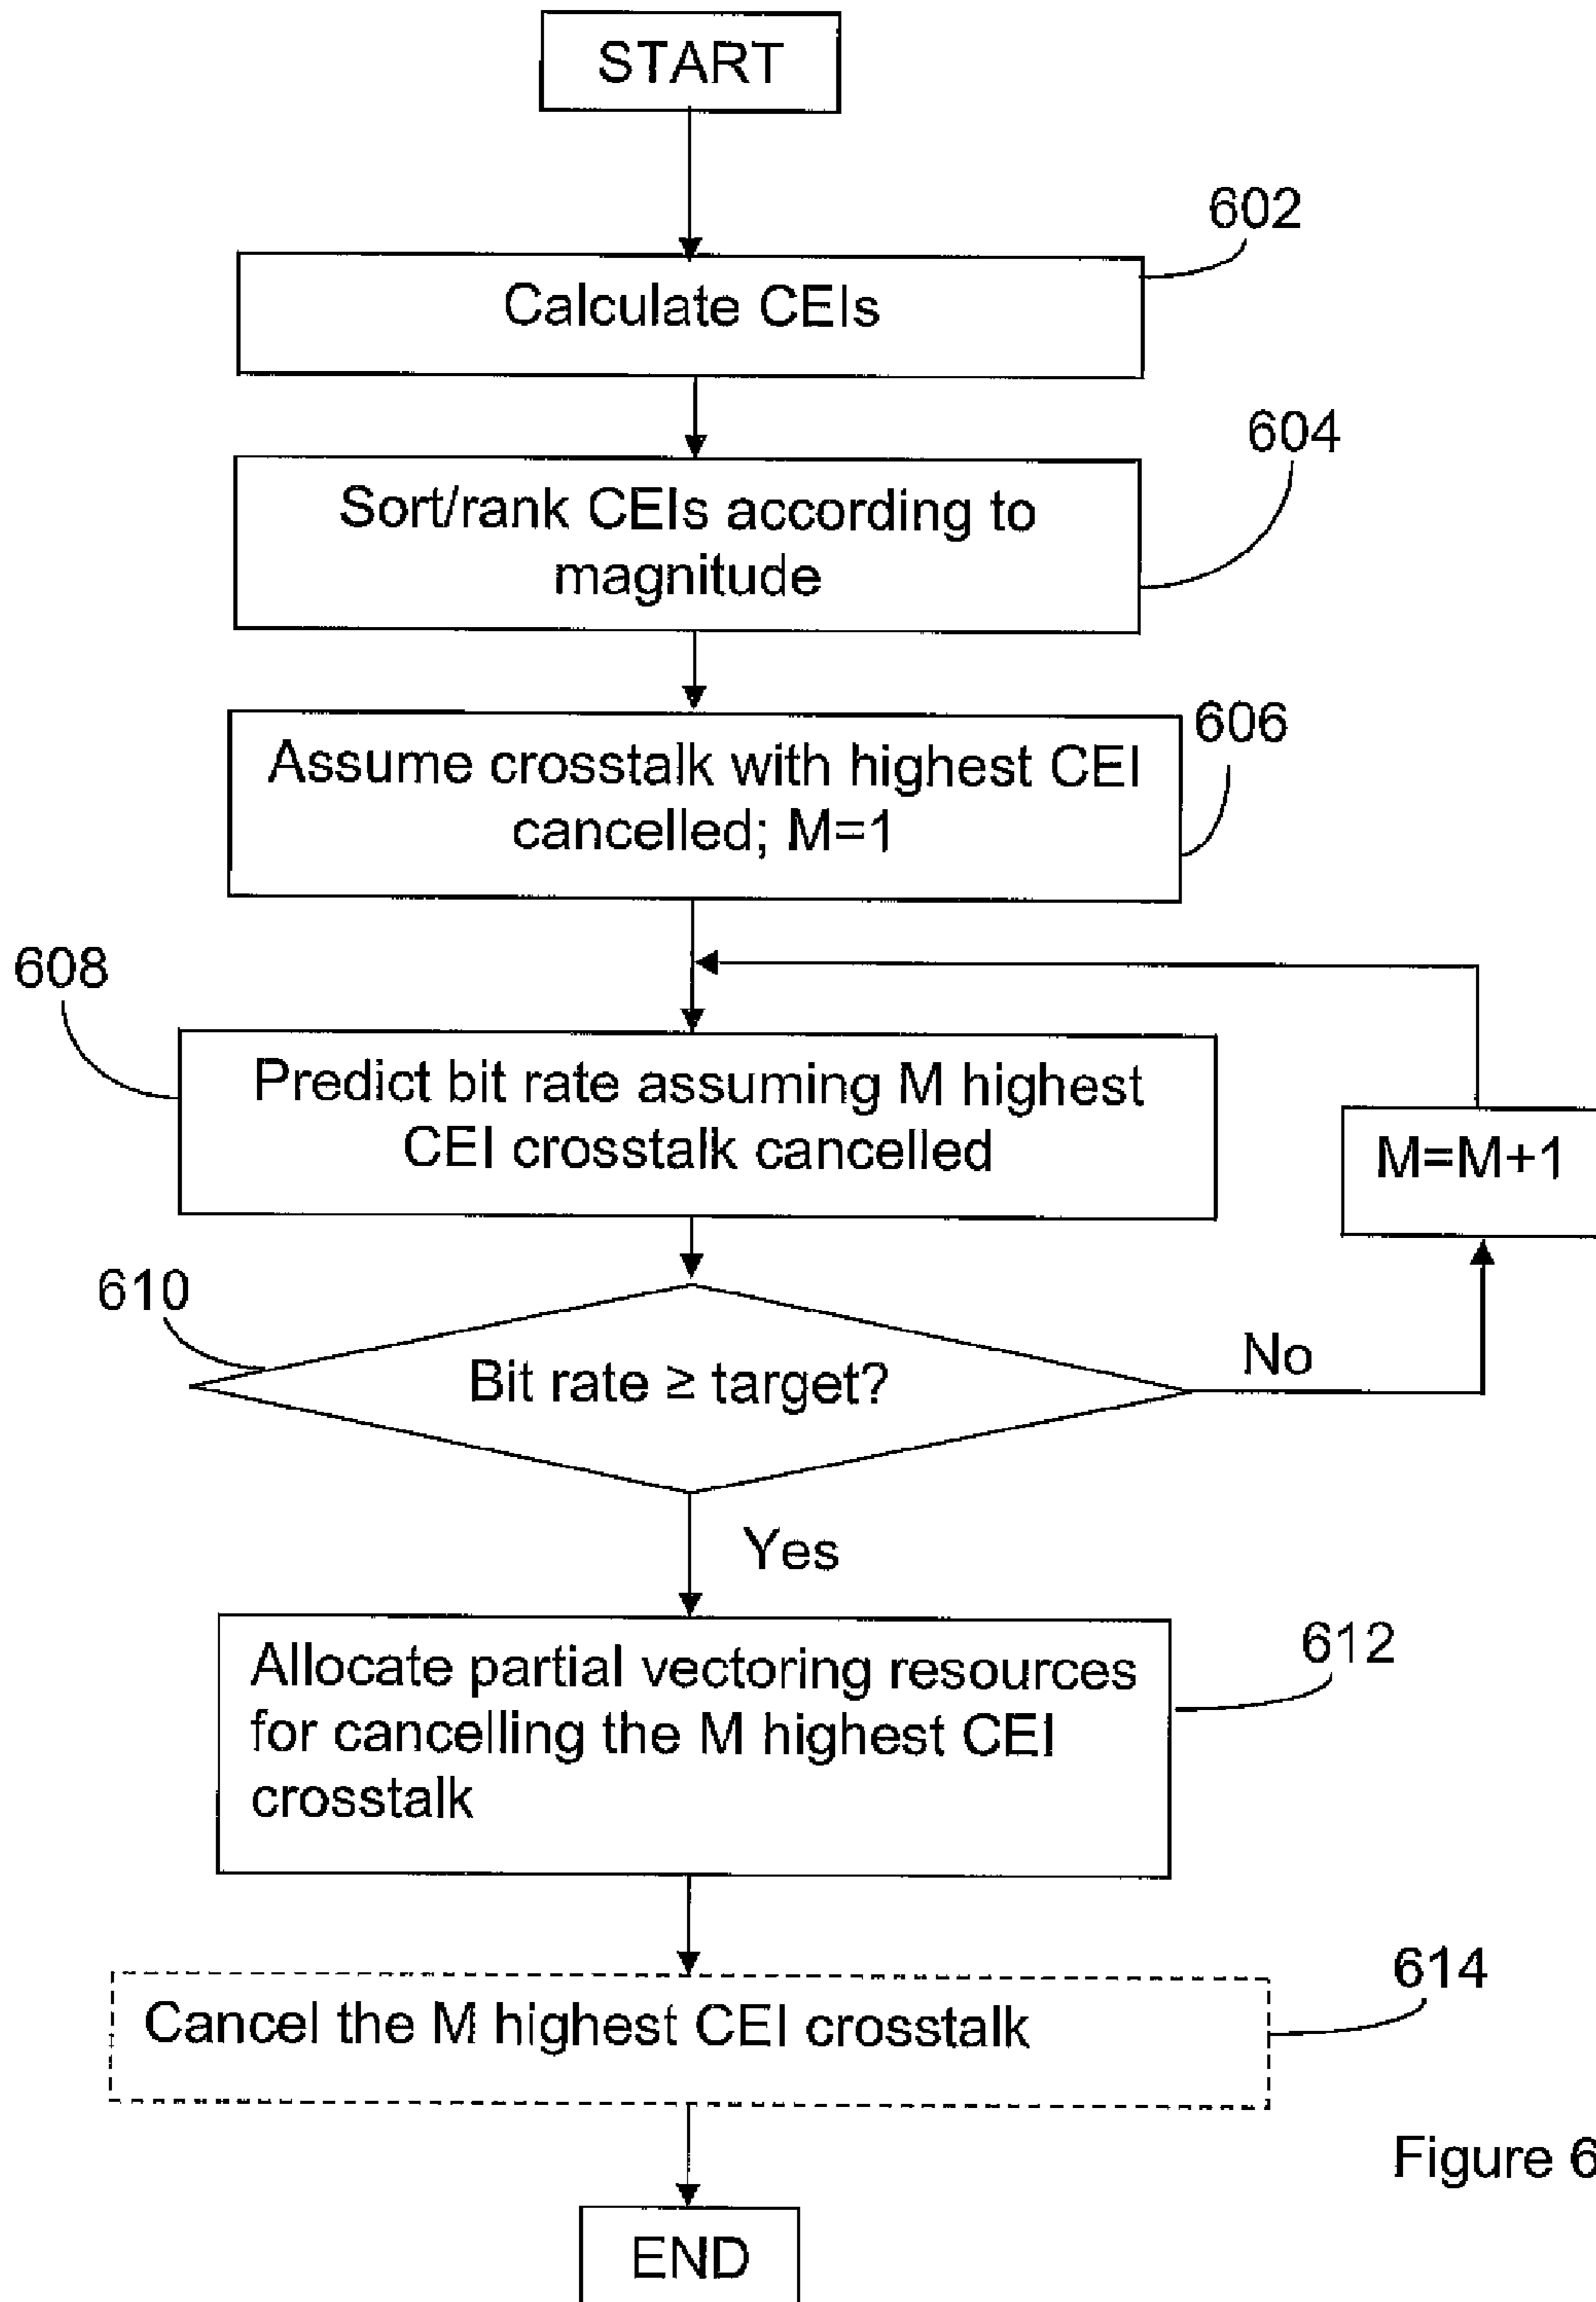 START
602
Calculate CEIs
604
Sort/rank CEIs according to
magnitude
606
Assume crosstalk with highest CEI
cancelled; M=1
608
Predict bit rate assuming M highest
CEI crosstalk cancelled
M=M+1
610
Bit rate ≥ target?
No
Yes
612
Allocate partial vectoring resources
for cancelling the M highest CEI
crosstalk
614
Cancel the M highest CEI crosstalk
Figure 6
END